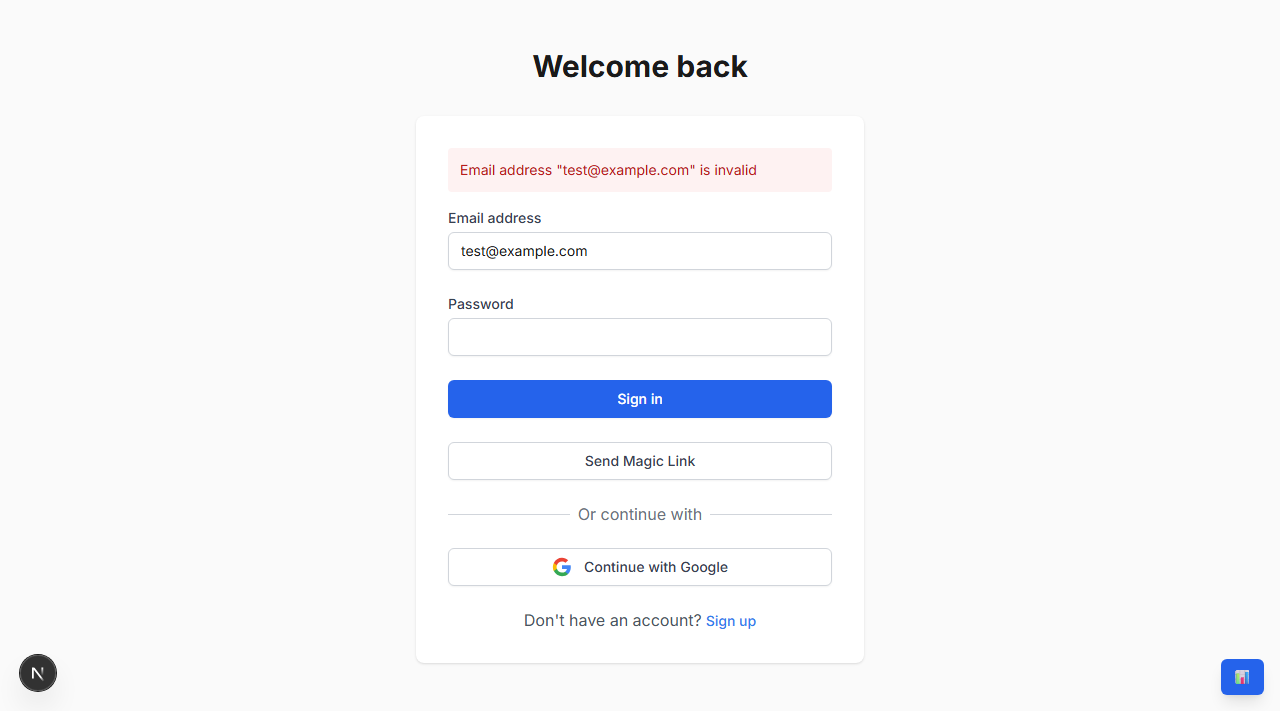 Welcome back
Email address "test@example.com" is invalid
Email address
test@example.com
Password
Sign in
Send Magic Link
Or continue with
Continue with Google
Don't have an account? Sign up
N